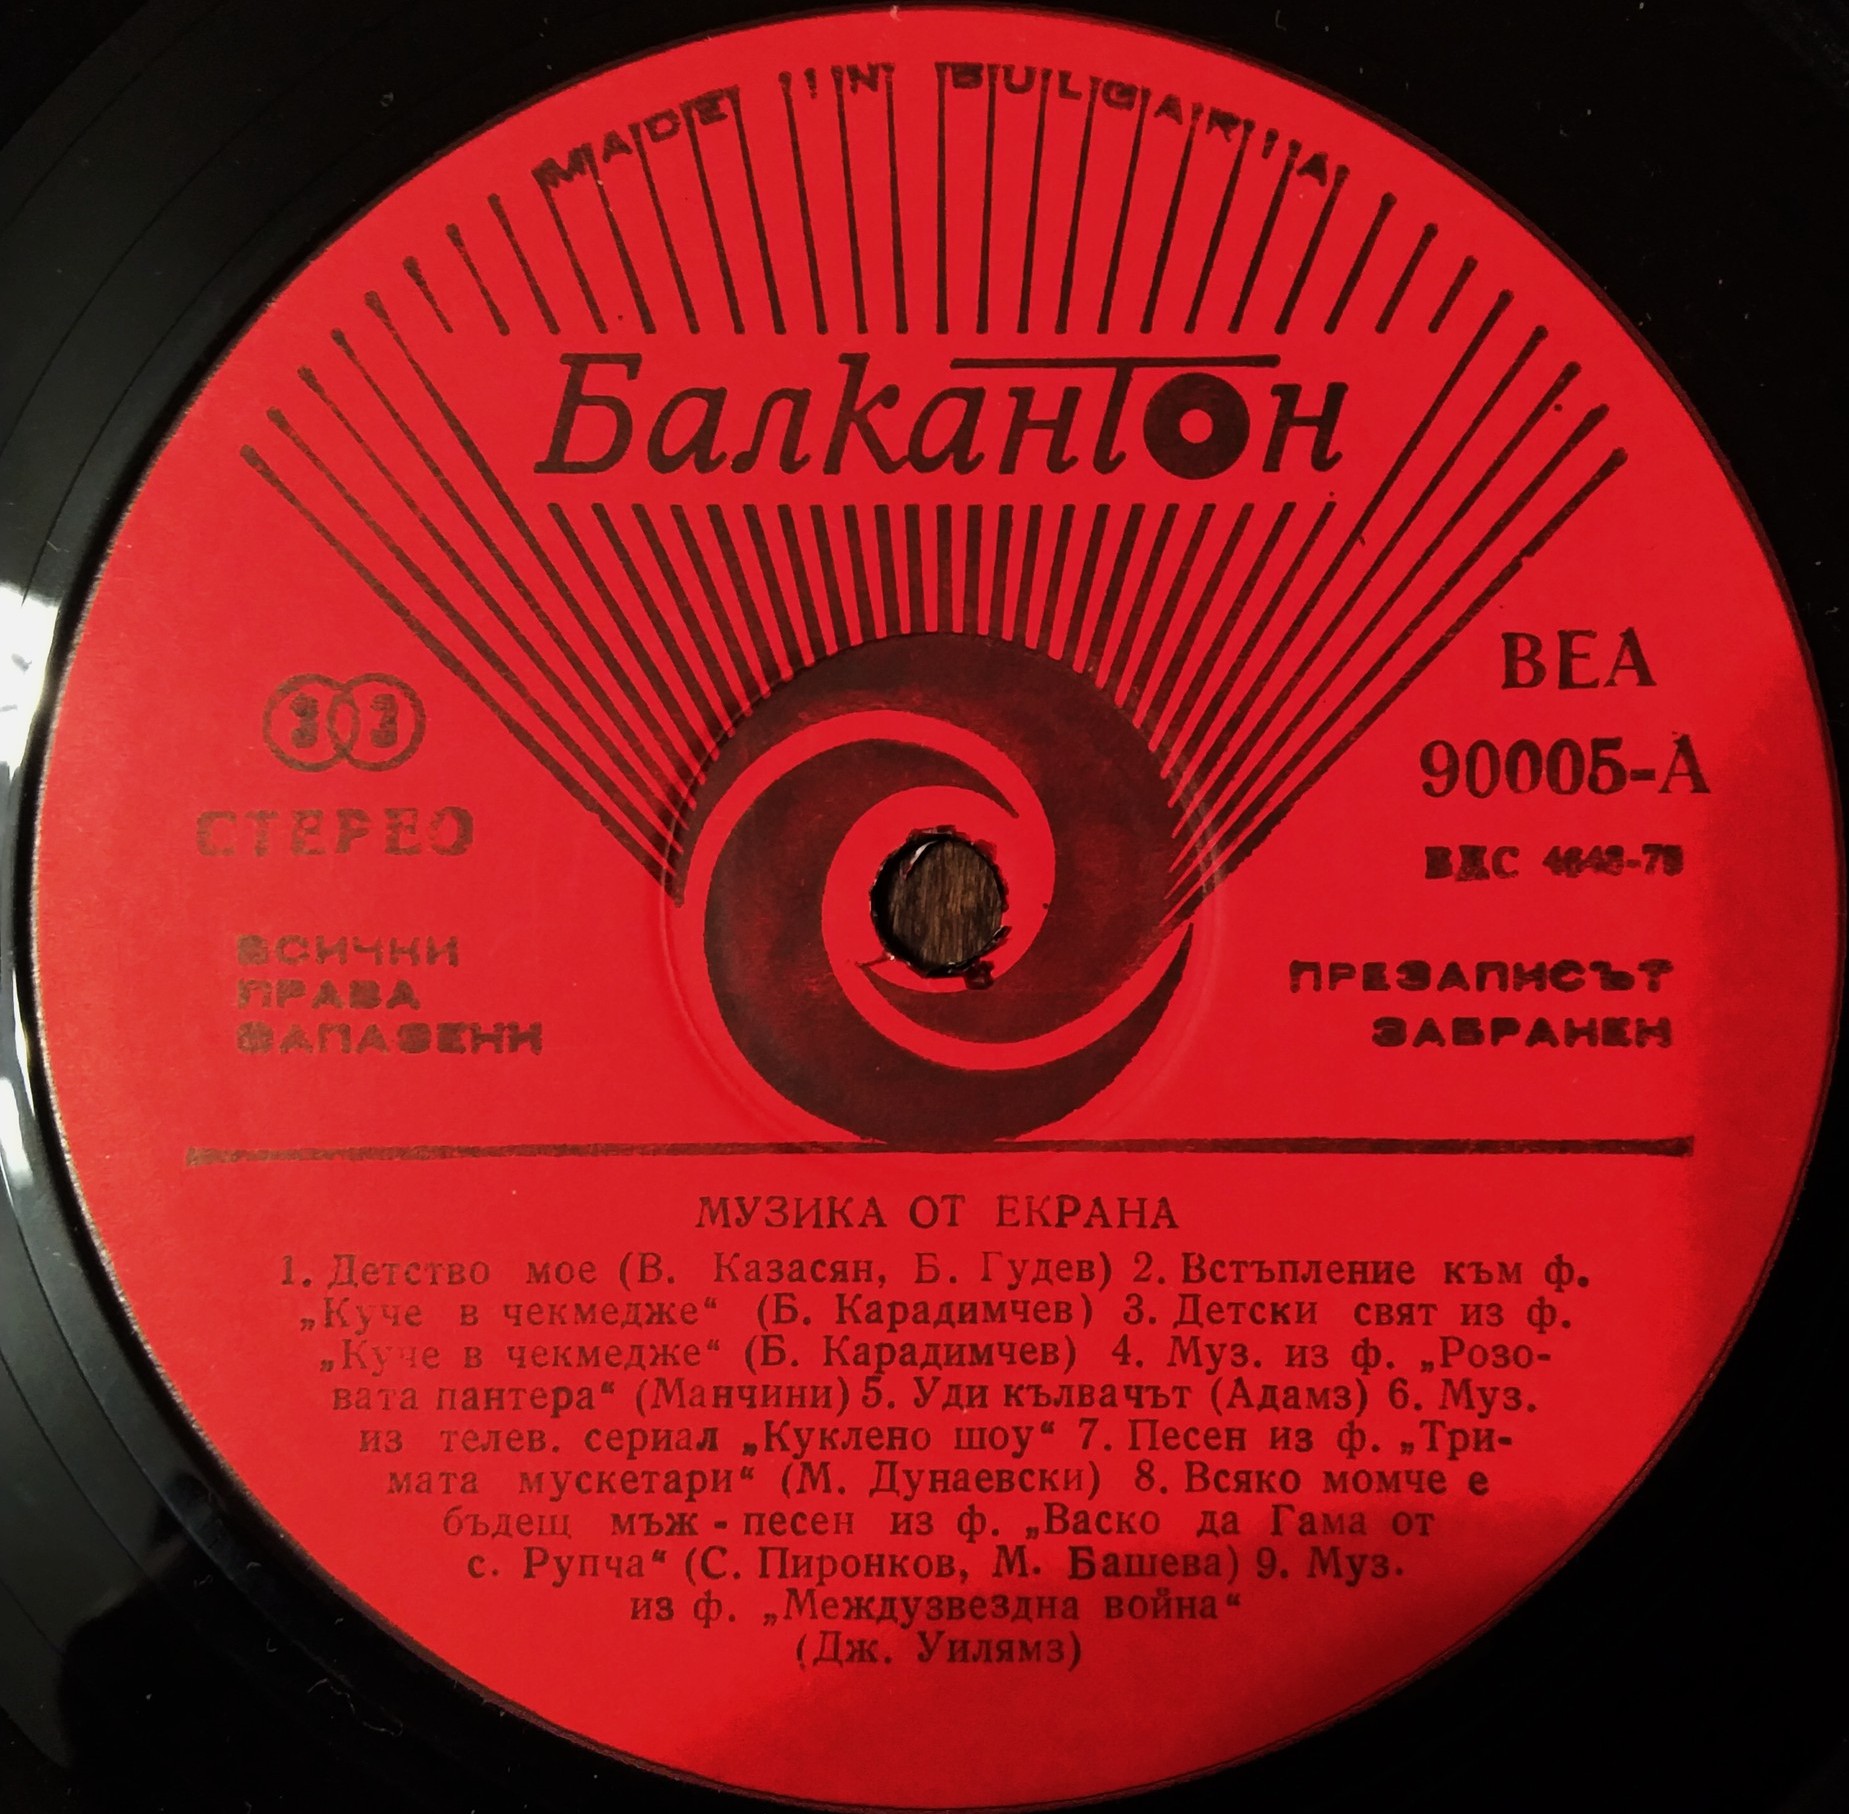 MADE IN BULGARIA
Балкантон
33
СТЕРЕО
ВСИЧКИ
ПРАВА
ЗАПАЗЕНИ
ВЕА
90005-А
ВДС
ПРЕЗАПИСЪТ
ЗАБРАНЕН
МУЗИКА ОТ ЕКРАНА
1. Детство мое (В. Казасян, Б. Гудев) 2. Встъпление към ф.
„Куче в чекмедже“ (Б. Карадимчев) 3. Детски свят из ф.
„Куче в чекмедже“ (Б. Карадимчев) 4. Муз. из ф. „Розо-
вата пантера“ (Манчини) 5. Уди кълвачът (Адамз) 6. Муз.
из телев. сериал „Куклено шоу“ 7. Песен из ф. „Три-
мата мускетари“ (М. Дунаевски) 8. Всяко момче е
бъдещ мъж - песен из ф. „Васко да Гама от
с. Рупча“ (С. Пиронков, М. Башева) 9. Муз.
из ф. „Междузвездна война“
(Дж. Уилямз)